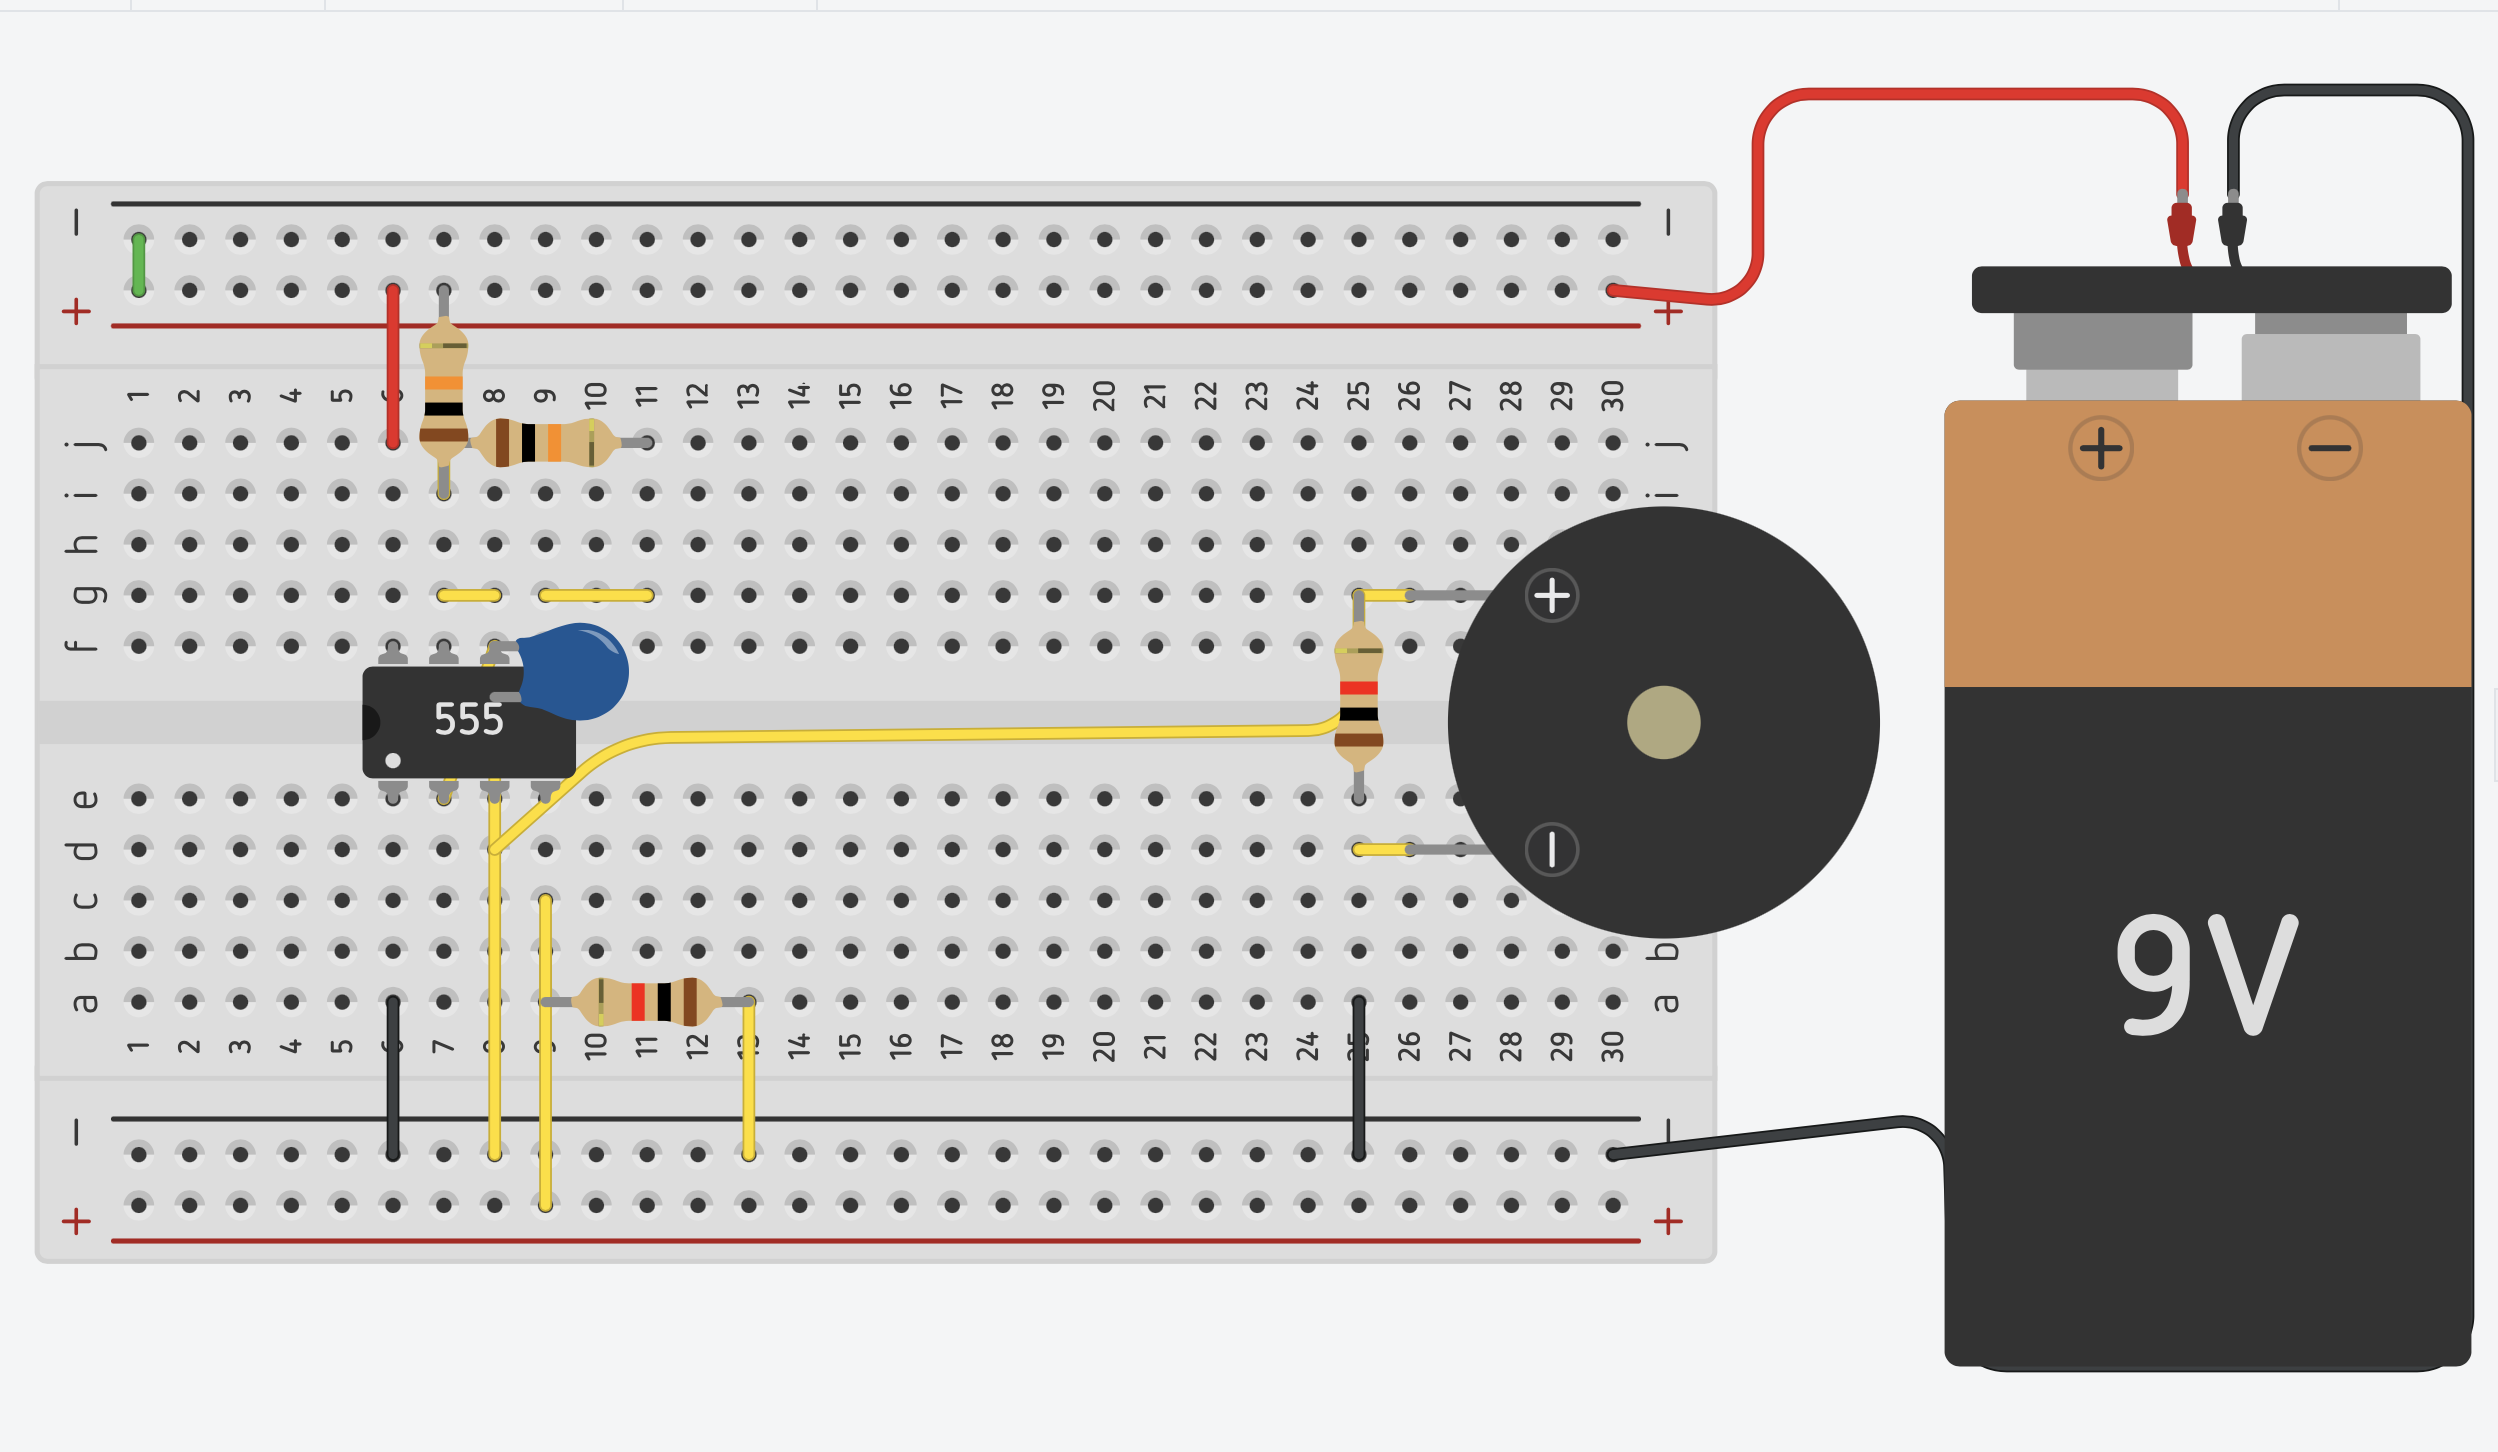 − −
+ +
1 2 3 4 5 6 8 9 10 11 12 13 14 15 16 17 18 19 20 21 22 23 24 25 26 27 28 29 30
j j
i i
h
g
f
e
d
c
b b
a a
1 2 3 4 5 6 7 8 9 10 11 12 13 14 15 16 17 18 19 20 21 22 23 24 25 26 27 28 29 30
− −
+ +
555
+
−
+ −
9V